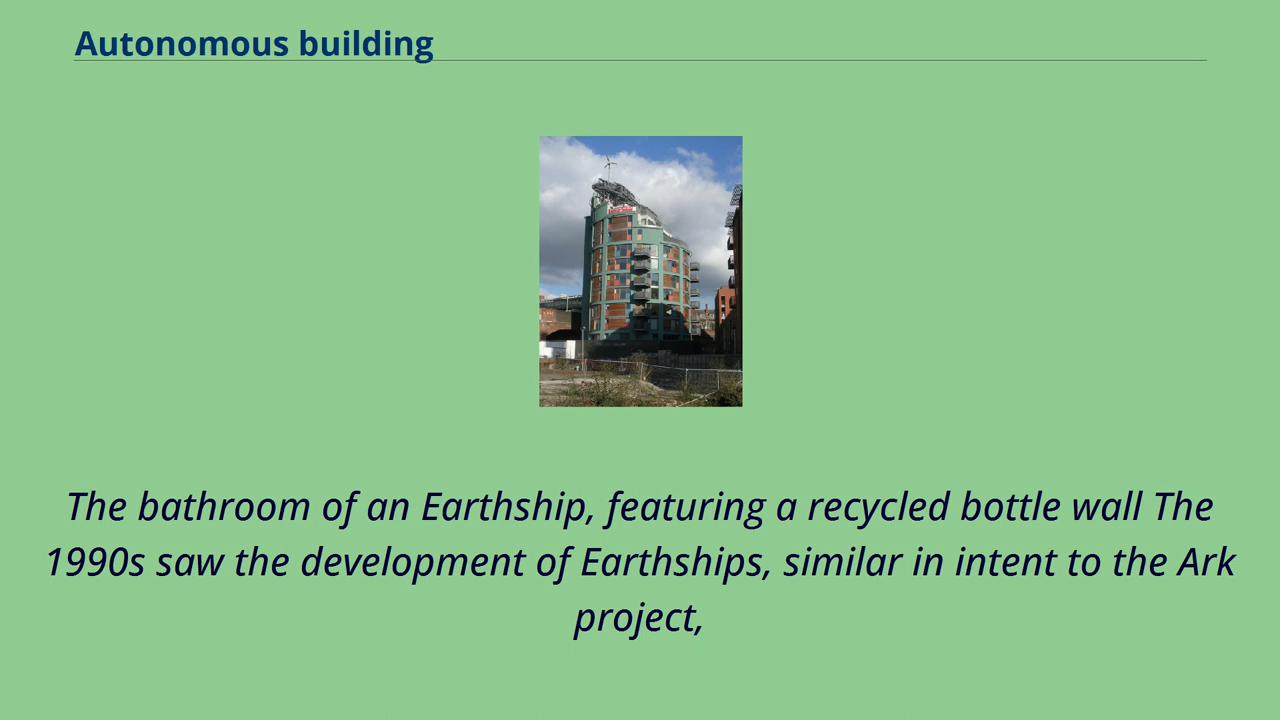 Autonomous building
The bathroom of an Earthship, featuring a recycled bottle wall The
1990s saw the development of Earthships, similar in intent to the Ark
project,